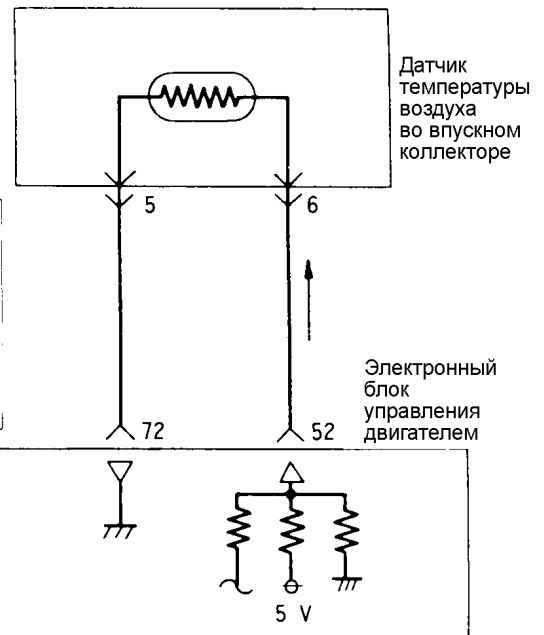 Датчик
температуры
воздуха
во впускном
коллекторе
5
6
Электронный
блок
управления
двигателем
72
52
5 V